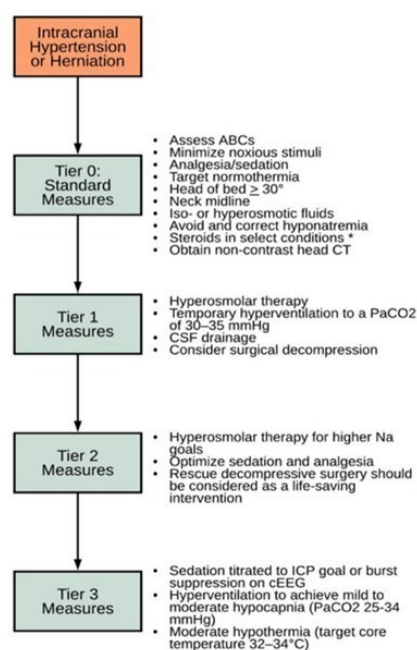 Intracranial
Hypertension
or Herniation
Tier 0:
Standard
Measures
• Assess ABCs
• Minimize noxious stimuli
• Analgesia/sedation
• Target normothermia
• Head of bed ≥ 30°
• Neck midline
• Iso- or hyperosmotic fluids
• Avoid and correct hyponatremia
• Steroids in select conditions *
• Obtain non-contrast head CT
Tier 1
Measures
• Hyperosmolar therapy
• Temporary hyperventilation to a PaCO2
of 30–35 mmHg
• CSF drainage
• Consider surgical decompression
Tier 2
Measures
• Hyperosmolar therapy for higher Na
goals
• Optimize sedation and analgesia
• Rescue decompressive surgery should
be considered as a life-saving
intervention
Tier 3
Measures
• Sedation titrated to ICP goal or burst
suppression on cEEG
• Hyperventilation to achieve mild to
moderate hypocapnia (PaCO2 25-34
mmHg)
• Moderate hypothermia (target core
temperature 32–34°C)